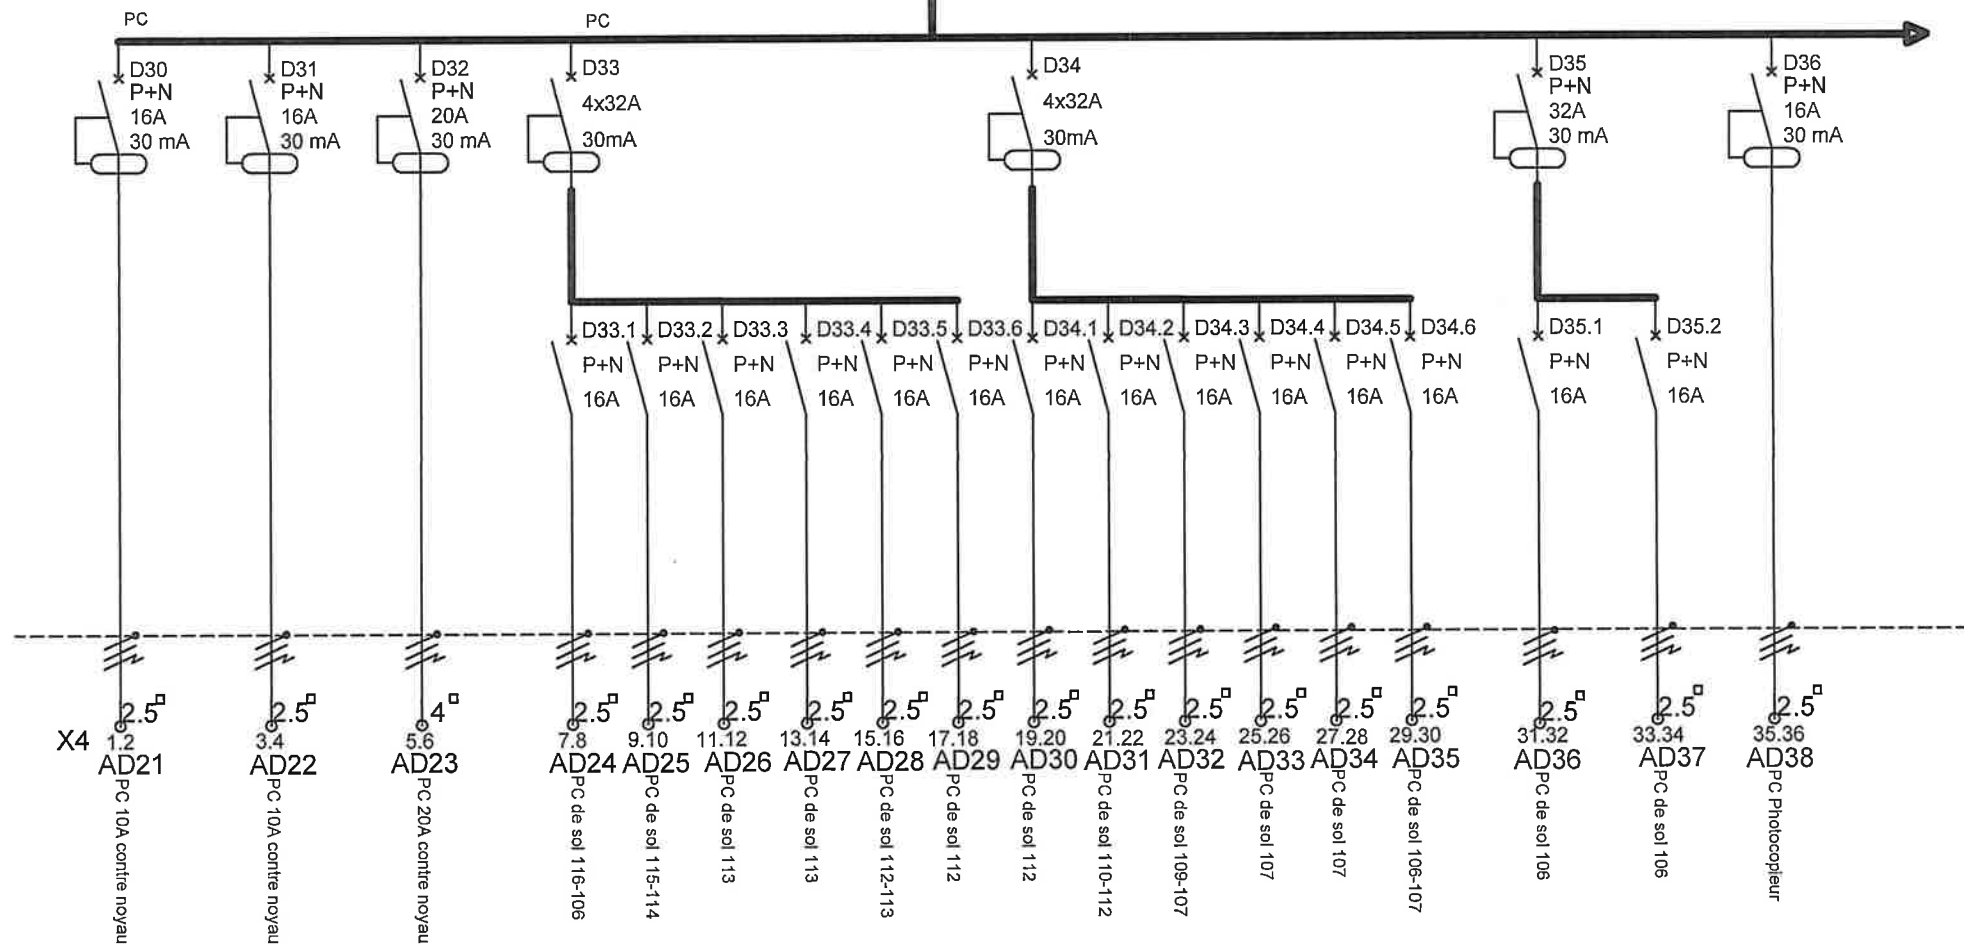 PC
PC
D30
P+N
16A
30 mA
D31
P+N
16A
30 mA
D32
P+N
20A
30 mA
D33
4x32A
30mA
D34
4x32A
30mA
D35
P+N
32A
30 mA
D36
P+N
16A
30 mA
D33.1
P+N
16A
D33.2
P+N
16A
D33.3
P+N
16A
D33.4
P+N
16A
D33.5
P+N
16A
D33.6
P+N
16A
D34.1
P+N
16A
D34.2
P+N
16A
D34.3
P+N
16A
D34.4
P+N
16A
D34.5
P+N
16A
D34.6
P+N
16A
D35.1
P+N
16A
D35.2
P+N
16A
X4
2.5□
1.2
AD21
PC 10A contre noyau
2.5□
3.4
AD22
PC 10A contre noyau
4□
5.6
AD23
PC 20A contre noyau
2.5□
7.8
AD24
PC de sol 116-106
2.5□
9.10
AD25
PC de sol 115-114
2.5□
11.12
AD26
PC de sol 113
2.5□
13.14
AD27
PC de sol 113
2.5□
15.16
AD28
PC de sol 112-113
2.5□
17.18
AD29
PC de sol 112
2.5□
19.20
AD30
PC de sol 112
2.5□
21.22
AD31
PC de sol 110-112
2.5□
23.24
AD32
PC de sol 109-107
2.5□
25.26
AD33
PC de sol 107
2.5□
27.28
AD34
PC de sol 107
2.5□
29.30
AD35
PC de sol 106-107
2.5□
31.32
AD36
PC de sol 106
2.5□
33.34
AD37
PC de sol 106
2.5□
35.36
AD38
PC Photocopieur